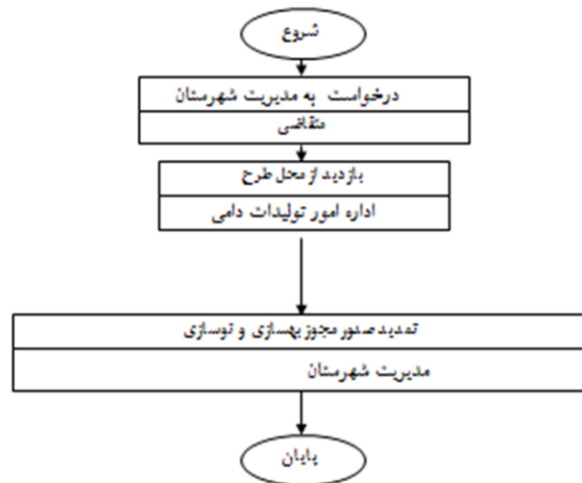 شروع
درخواست به مدیریت شهرستان
متقاضی
بازدید از محل طرح
اداره امور تولیدات دامی
تمدید صدور مجوز بهسازی و نوسازی
مدیریت شهرستان
پایان